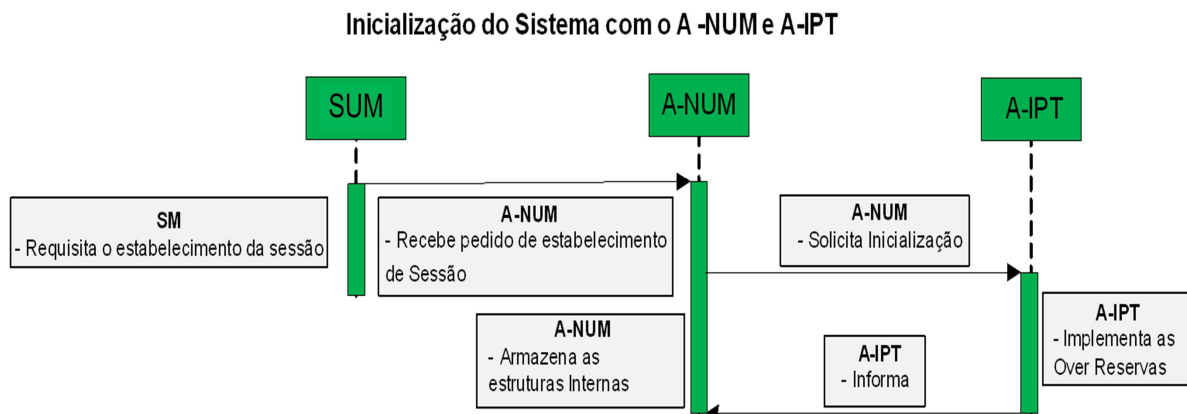 Inicialização do Sistema com o A -NUM e A-IPT
SUM
A-NUM
A-IPT
SM
- Requisita o estabelecimento da sessão
A-NUM
- Recebe pedido de estabelecimento
de Sessão
A-NUM
- Solicita Inicialização
A-NUM
- Armazena as
estruturas Internas
A-IPT
- Informa
A-IPT
- Implementa as
Over Reservas